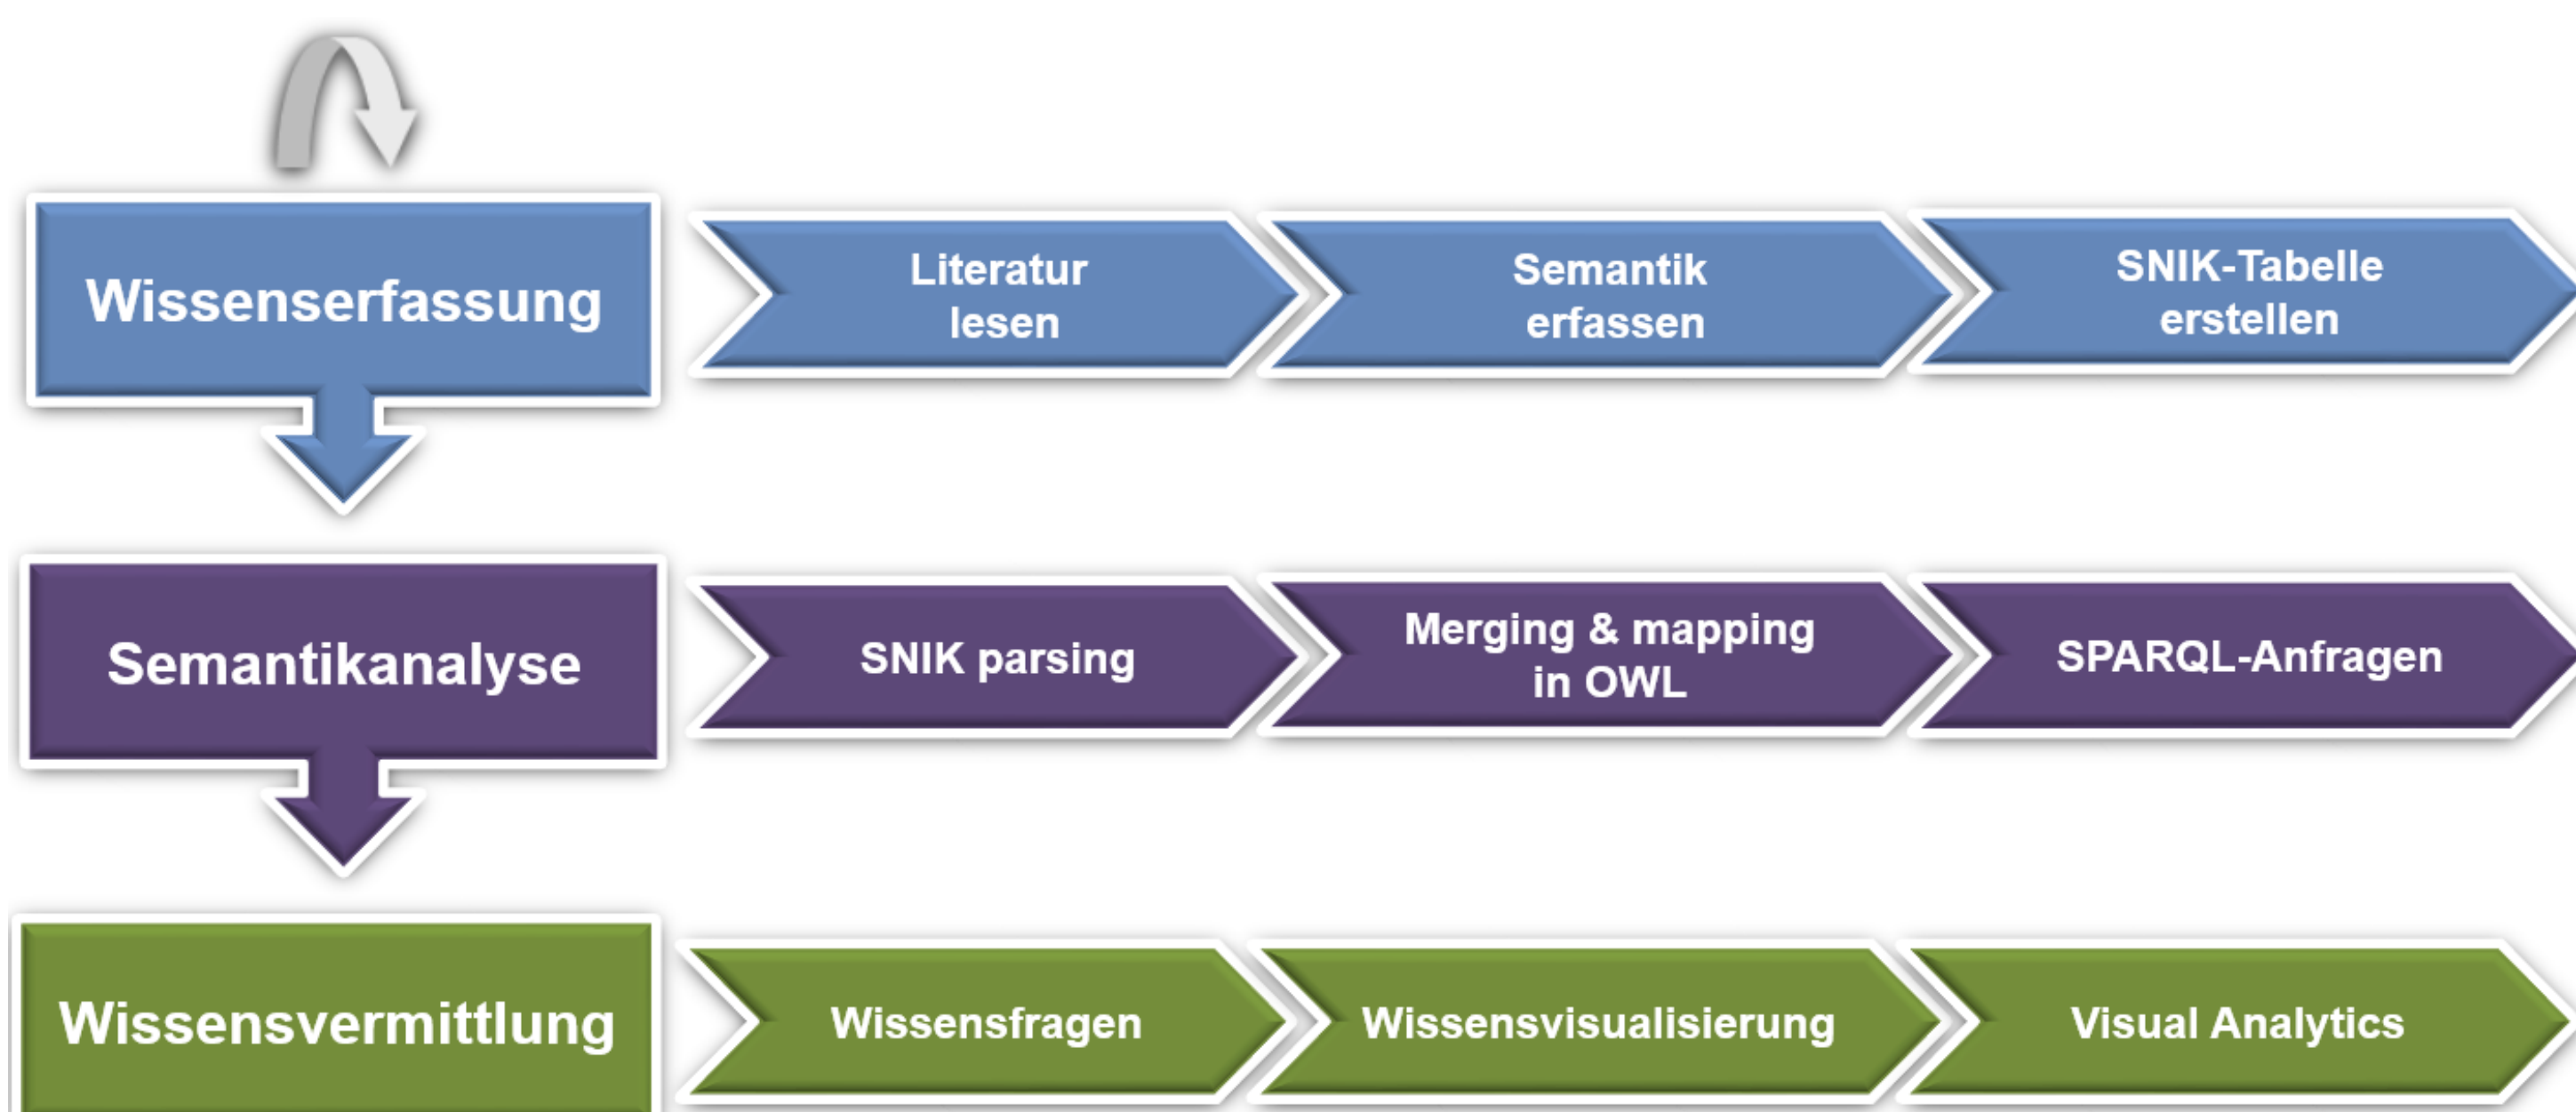 Wissenserfassung
Literatur
lesen
Semantik
erfassen
SNIK-Tabelle
erstellen
Semantikanalyse
SNIK parsing
Merging & mapping
in OWL
SPARQL-Anfragen
Wissensvermittlung
Wissensfragen
Wissensvisualisierung
Visual Analytics